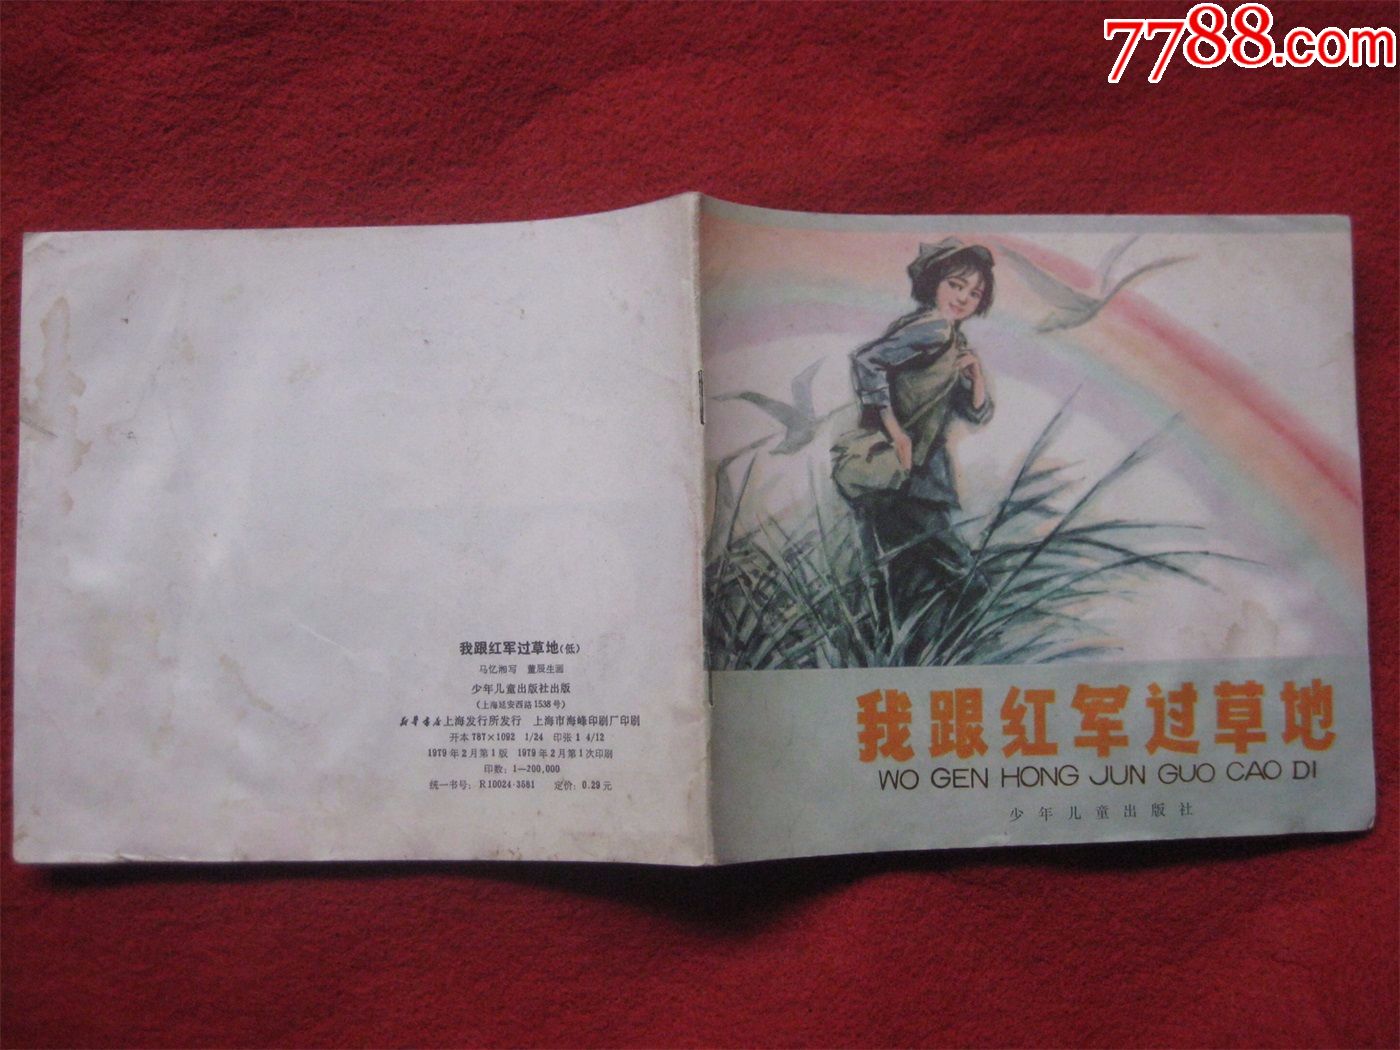 7788.com
我跟红军过草地(低)
马忆湘写 董辰生画
少年儿童出版社出版
(上海延安西路1538号)
新华书店上海发行所发行 上海市海峰印刷厂印刷
开本 787×1092 1/24 印张 1 4/12
1979年2月第1版 1979年2月第1次印刷
印数: 1—200,000
统一书号: R10024·3581 定价: 0.29元
我跟红军过草地
WO GEN HONG JUN GUO CAO DI
少年儿童出版社